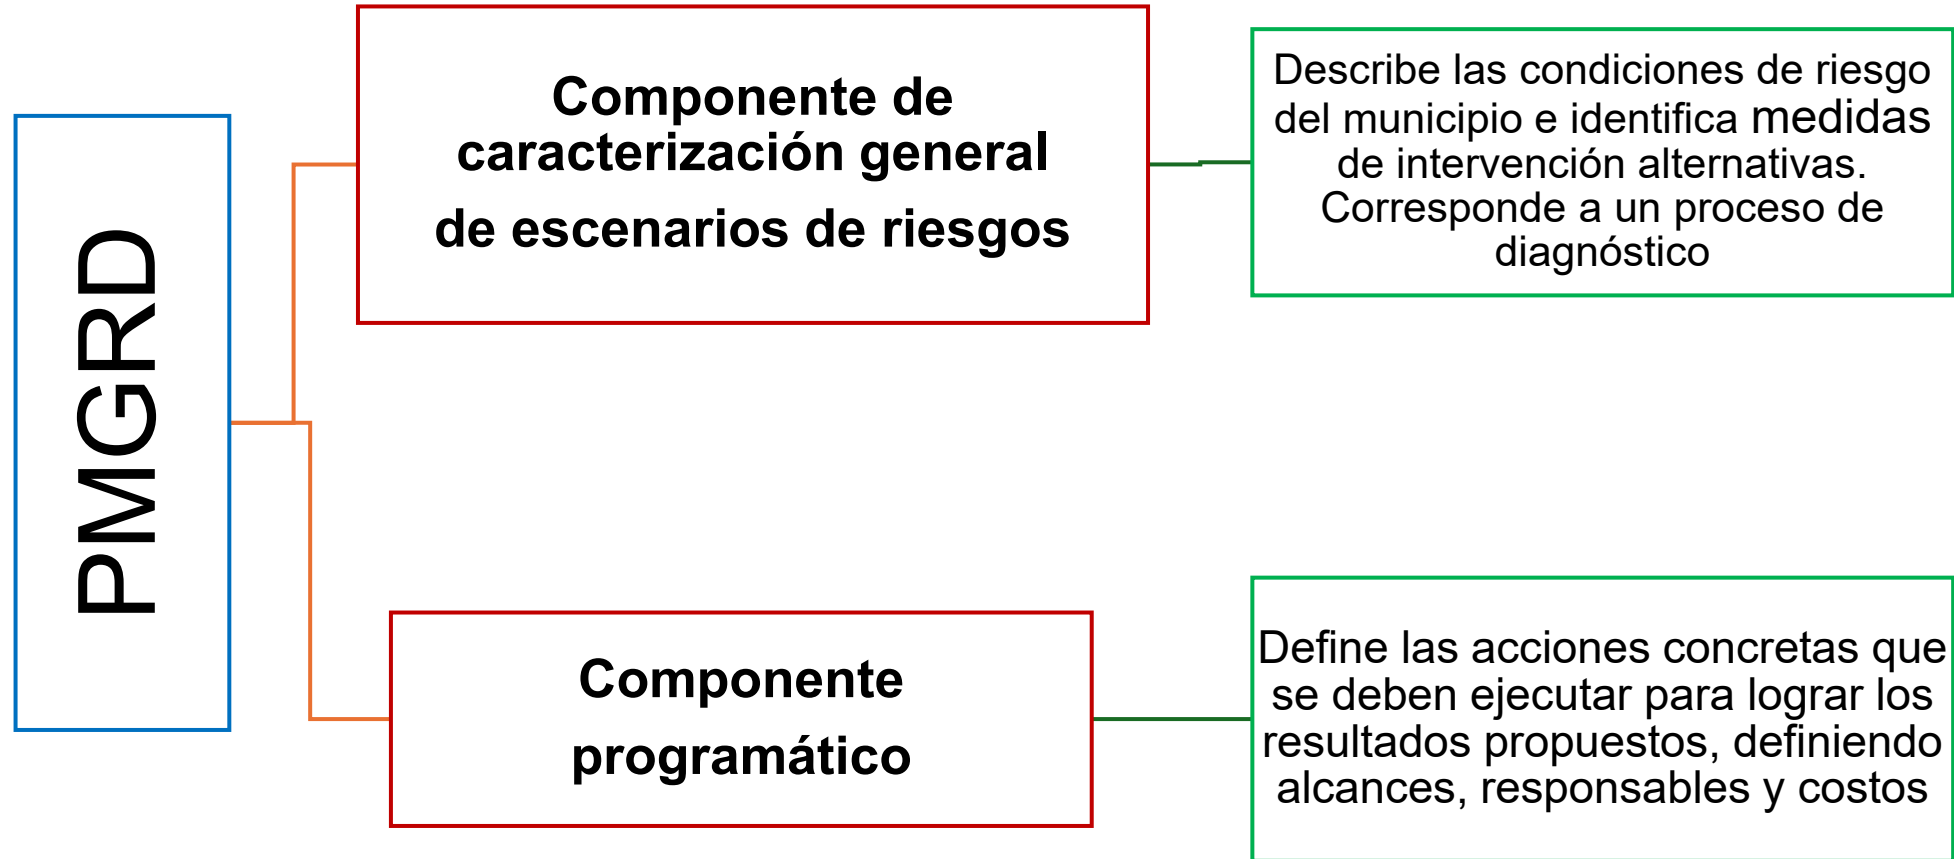 PMGRD
Componente de
caracterización general
de escenarios de riesgos
Describe las condiciones de riesgo
del municipio e identifica medidas
de intervención alternativas.
Corresponde a un proceso de
diagnóstico
Componente
programático
Define las acciones concretas que
se deben ejecutar para lograr los
resultados propuestos, definiendo
alcances, responsables y costos